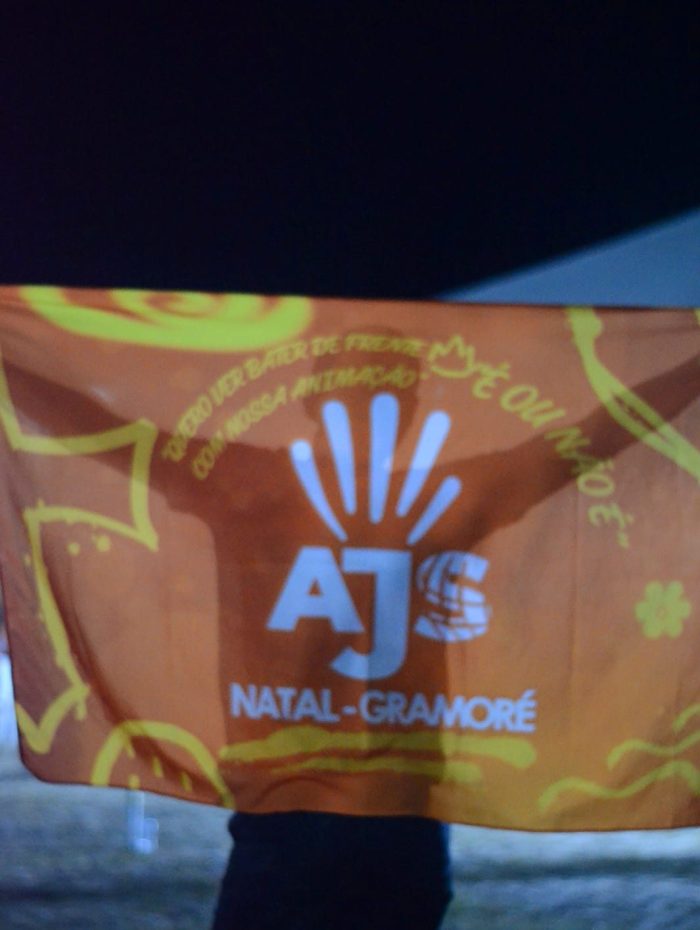 "QUERO VER BATER DE FRENTE
COM NOSSA ANIMAÇÃO"
É OU NÃO É"
AJS
NATAL-GRAMORÉ